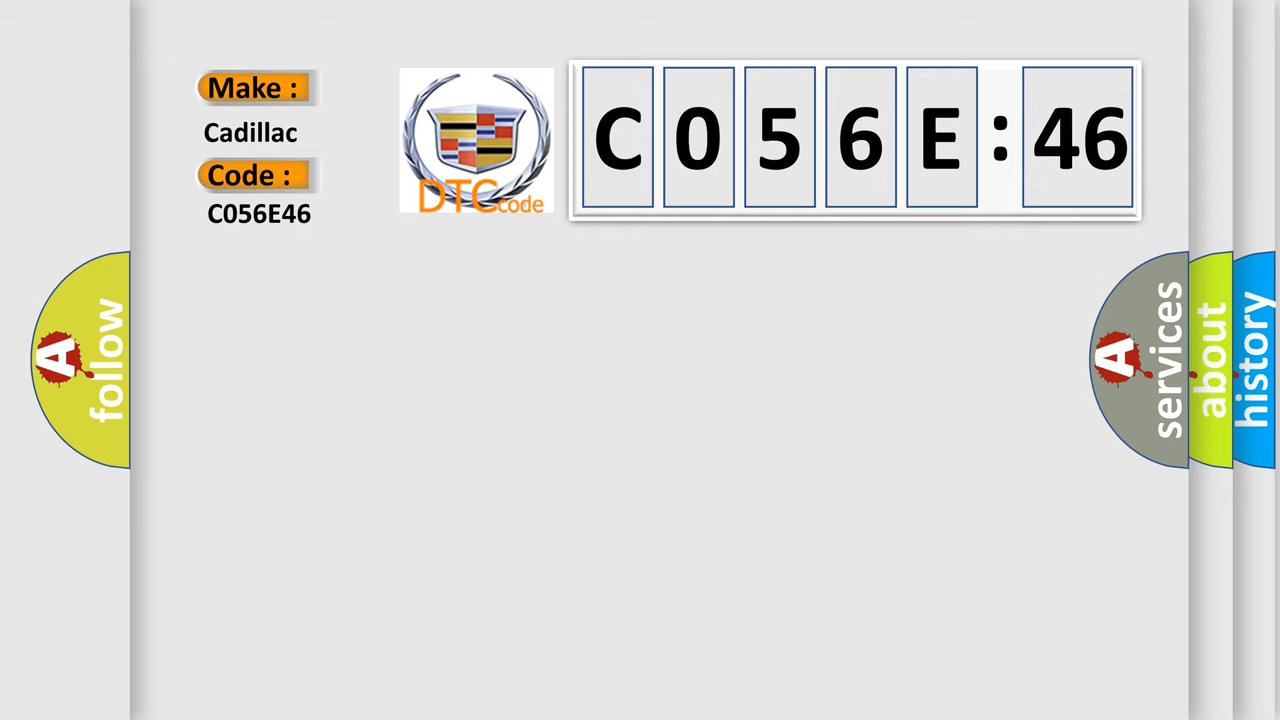 Make :
Cadillac
Code :
C056E46
DTCcode
C 0 5 6 E : 46
A follow
A services
about
history